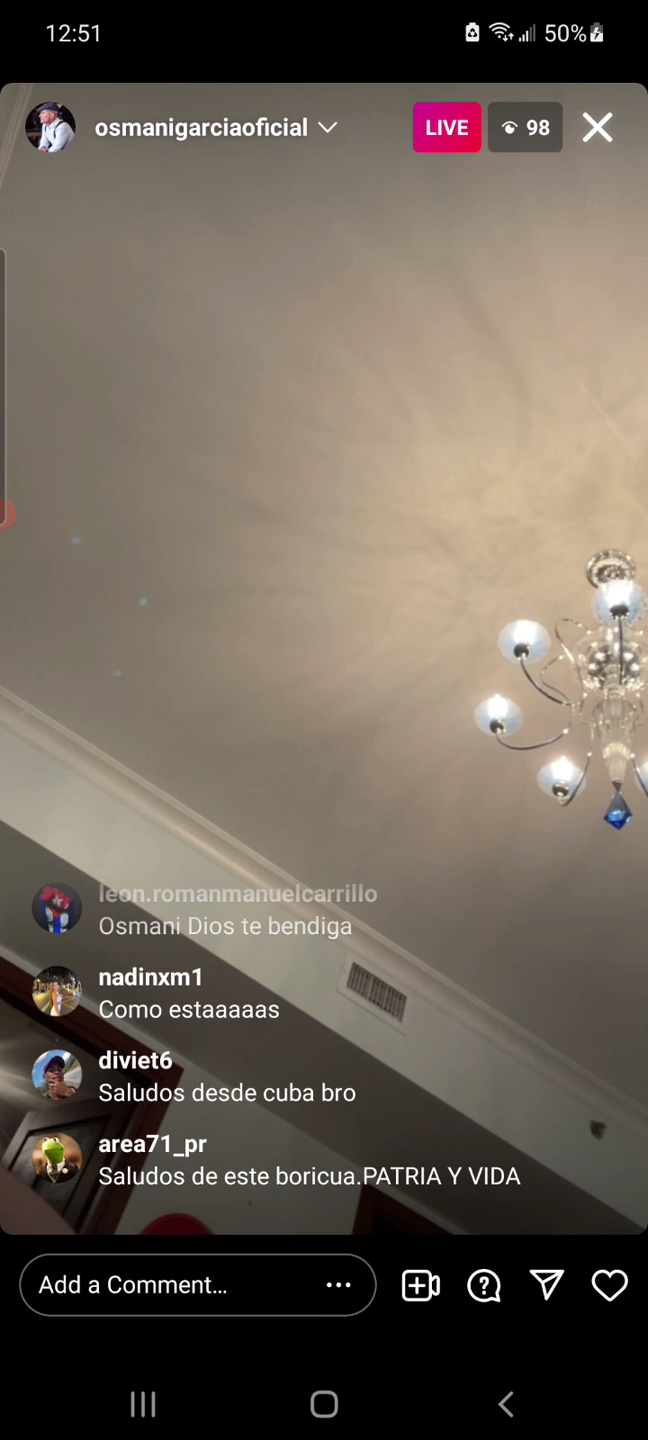 12:51
50%
osmanigarciaoficial
LIVE
98
leon.romanmanuelcarrillo
Osmani Dios te bendiga
nadinxm1
Como estaaaaas
diviet6
Saludos desde cuba bro
area71_pr
Saludos de este boricua.PATRIA Y VIDA
Add a Comment...